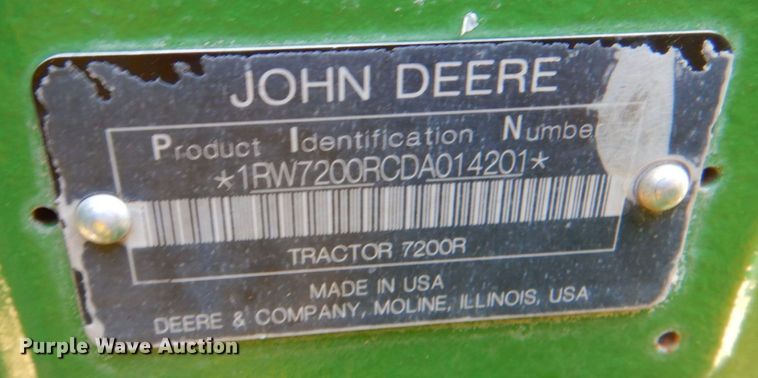 JOHN DEERE
Product Identification Number
*1RW7200RCDA014201*
TRACTOR 7200R
MADE IN USA
DEERE & COMPANY, MOLINE, ILLINOIS, USA
Purple Wave Auction